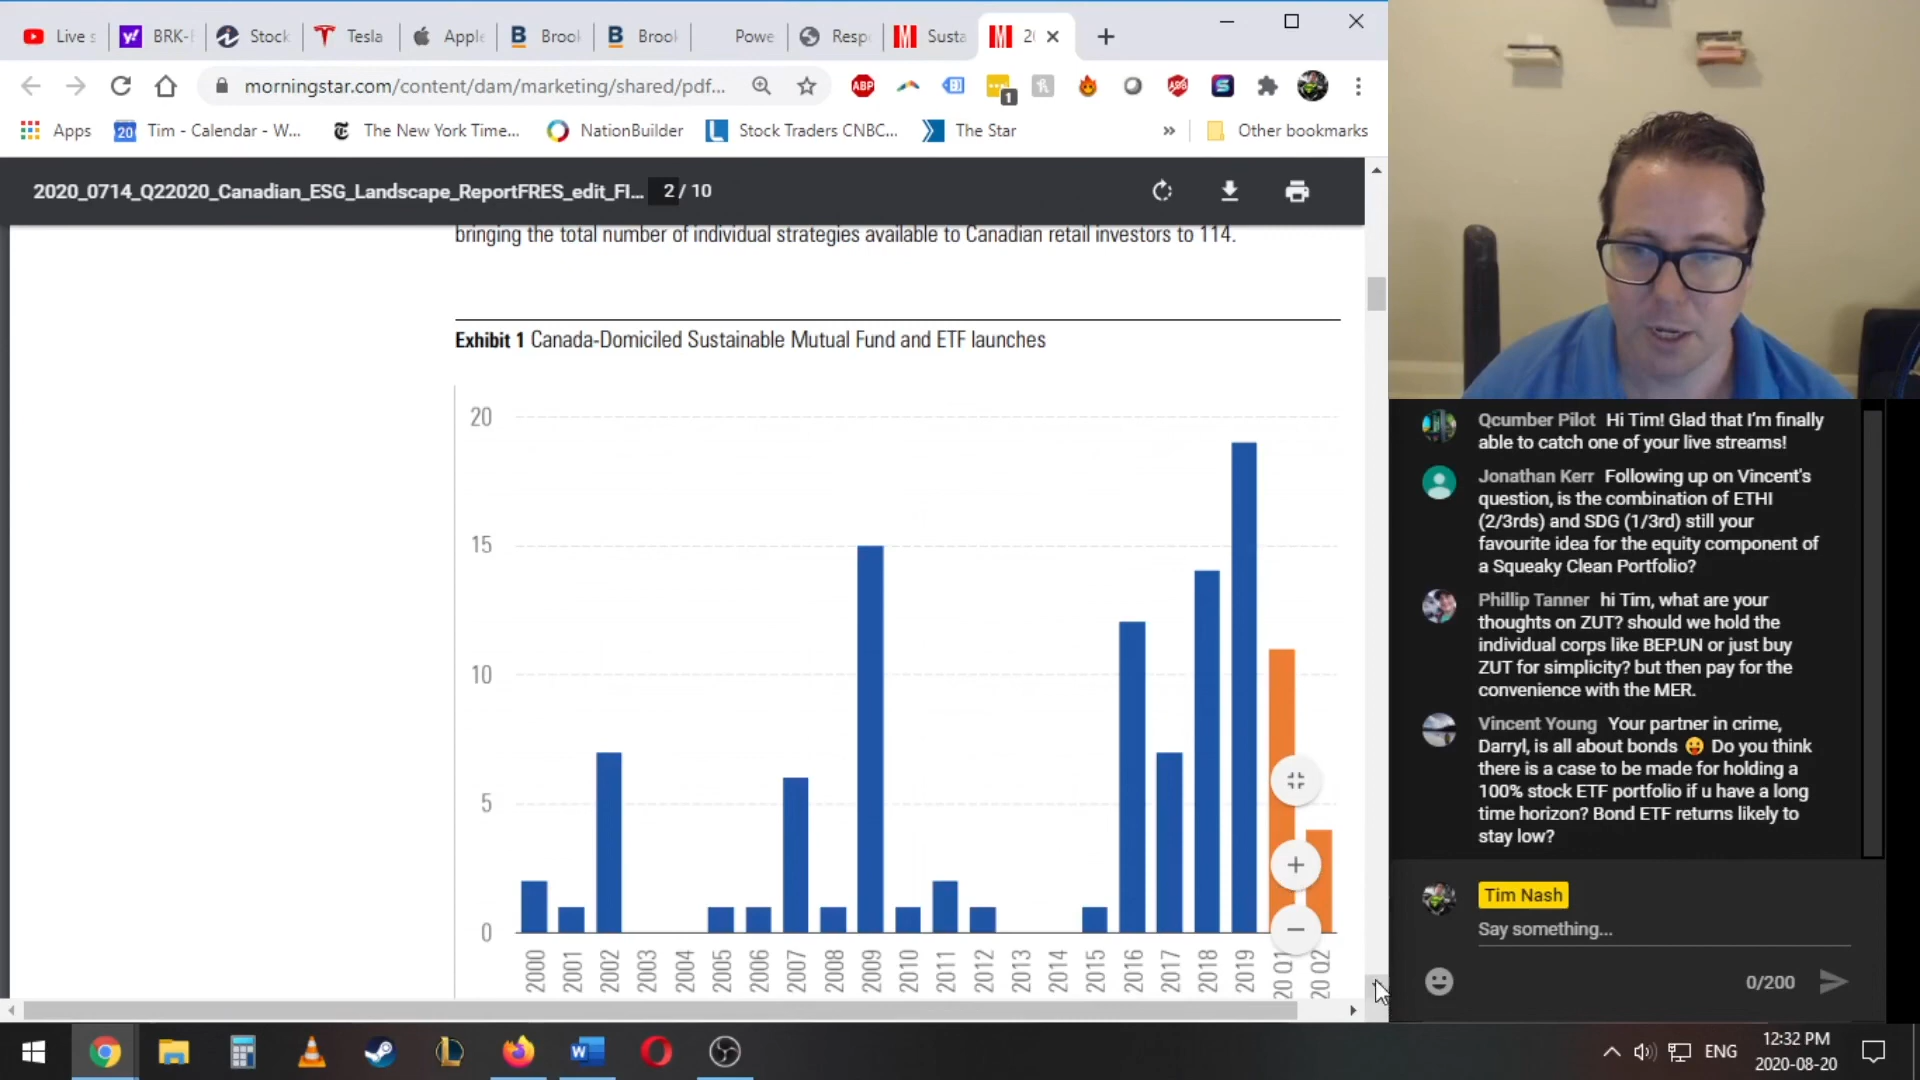 Live s
BRK-
Stock
Tesla
Apple
Brook
Brook
Powe
Resp
Susta
20
morningstar.com/content/dam/marketing/shared/pdf...
ABP
1
Apps
20
Tim - Calendar - W...
The New York Time...
NationBuilder
Stock Traders CNBC...
The Star
»
Other bookmarks
2020_0714_Q22020_Canadian_ESG_Landscape_ReportFRES_edit_FI...
2 / 10
bringing the total number of individual strategies available to Canadian retail investors to 114.
Exhibit 1 Canada-Domiciled Sustainable Mutual Fund and ETF launches
20
15
10
5
0
2000
2001
2002
2003
2004
2005
2006
2007
2008
2009
2010
2011
2012
2013
2014
2015
2016
2017
2018
2019
20 Q1
20 Q2
Qcumber Pilot Hi Tim! Glad that I'm finally
able to catch one of your live streams!
Jonathan Kerr Following up on Vincent's
question, is the combination of ETHI
(2/3rds) and SDG (1/3rd) still your
favourite idea for the equity component of
a Squeaky Clean Portfolio?
Phillip Tanner hi Tim, what are your
thoughts on ZUT? should we hold the
individual corps like BEP.UN or just buy
ZUT for simplicity? but then pay for the
convenience with the MER.
Vincent Young Your partner in crime,
Darryl, is all about bonds 😜 Do you think
there is a case to be made for holding a
100% stock ETF portfolio if u have a long
time horizon? Bond ETF returns likely to
stay low?
Tim Nash
Say something...
0/200
ENG
12:32 PM
2020-08-20